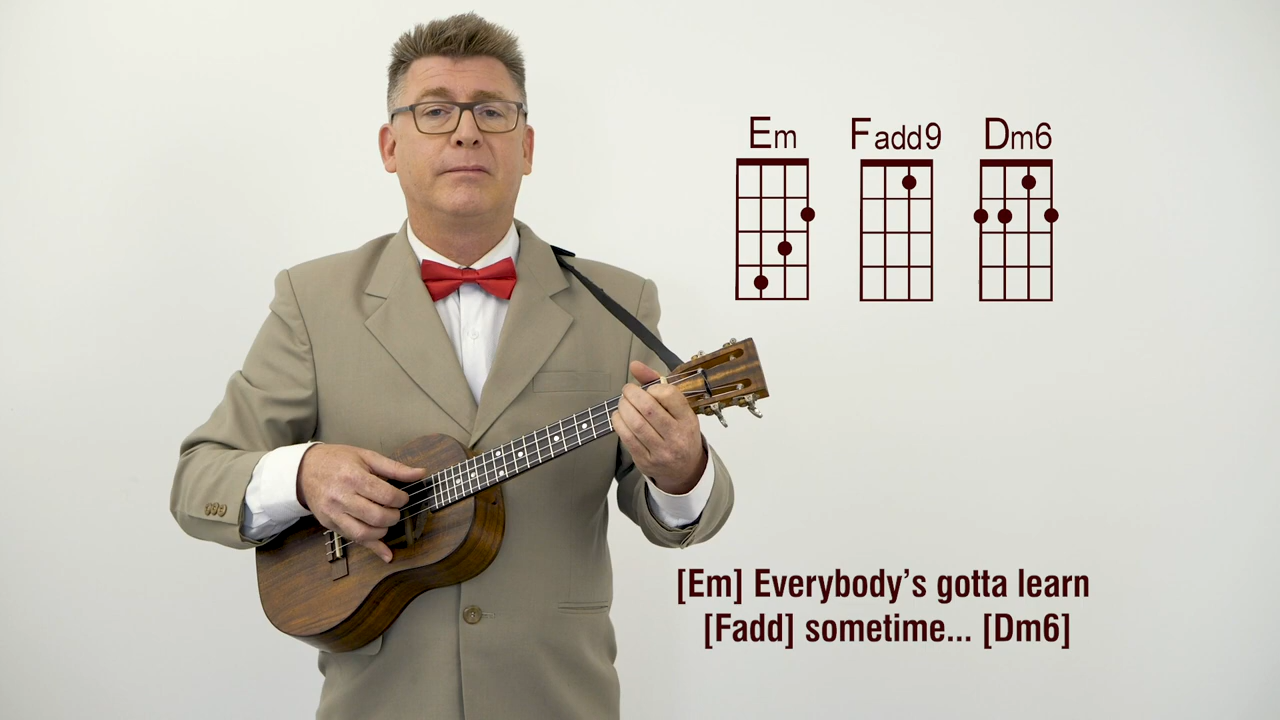 Em Fadd9 Dm6
[Em] Everybody’s gotta learn
[Fadd] sometime... [Dm6]